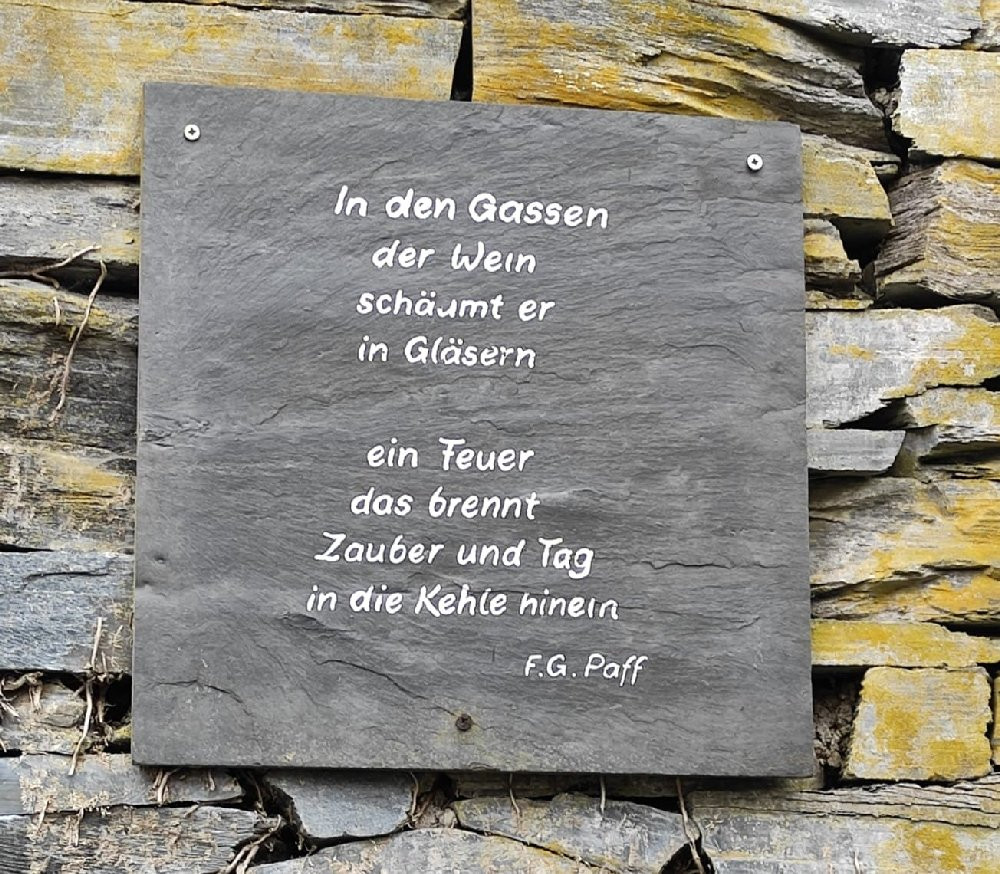 In den Gassen
der Wein
schäumt er
in Gläsern
ein Feuer
das brennt
Zauber und Tag
in die Kehle hinein
F.G. Paff